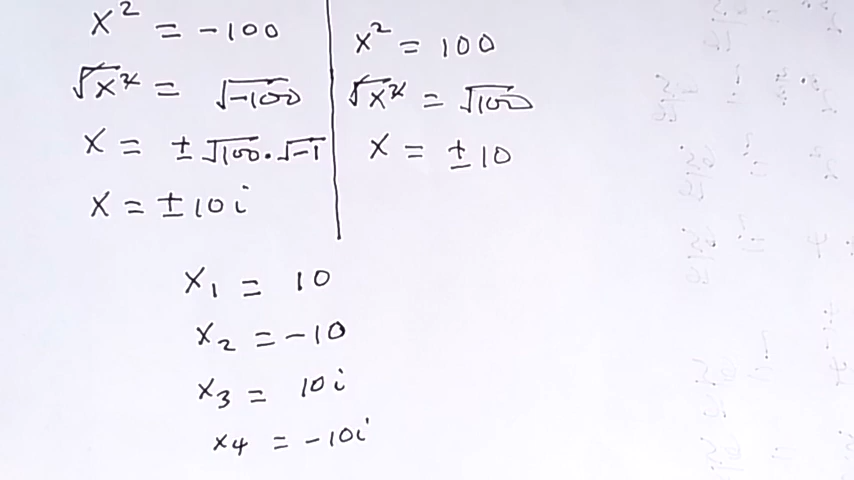 x² = -100
√x² = √-100
x = ± √100 · √-1
x = ± 10i
x² = 100
√x² = √100
x = ± 10
x₁ = 10
x₂ = -10
x₃ = 10i
x₄ = -10i